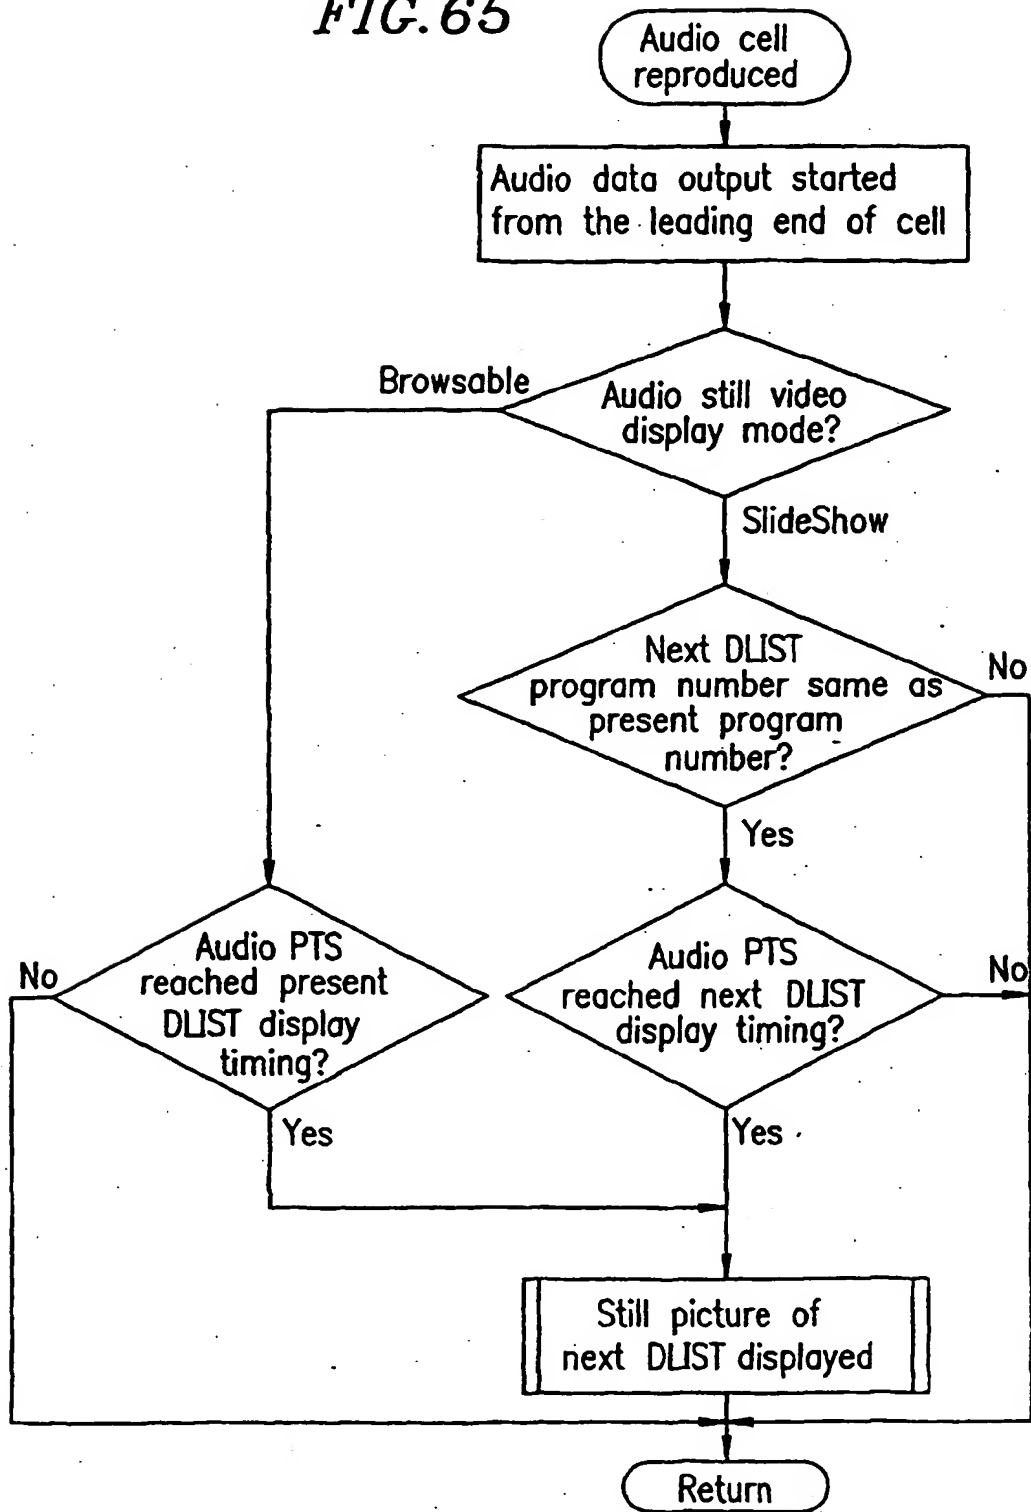 FIG. 65
Audio cell
reproduced
Audio data output started
from the leading end of cell
Browsable
Audio still video
display mode?
SlideShow
Next DLIST
program number same as
present program
number?
No
Yes
Audio PTS
reached present
DLIST display
timing?
No
Yes
Audio PTS
reached next DLIST
display timing?
No
Yes
Still picture of
next DLIST displayed
Return